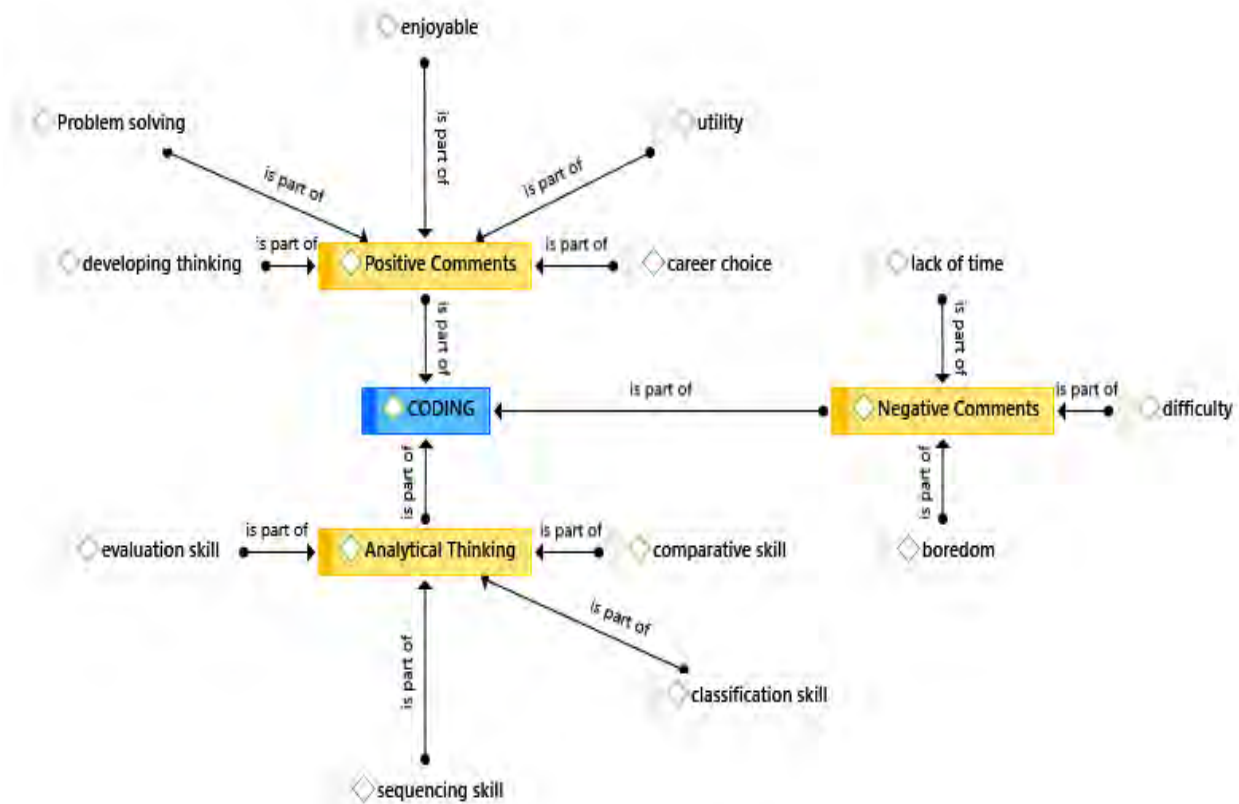 enjoyable
Problem solving
utility
is part of
is part of
is part of
is part of
is part of
developing thinking
Positive Comments
career choice
lack of time
is part of
is part of
is part of
is part of
CODING
Negative Comments
difficulty
is part of
is part of
is part of
is part of
evaluation skill
Analytical Thinking
comparative skill
boredom
is part of
is part of
classification skill
sequencing skill